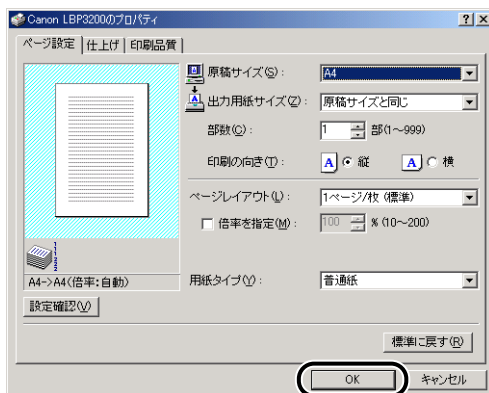 Canon LBP3200のプロパティ
ページ設定 仕上げ 印刷品質
原稿サイズ(S): A4
出力用紙サイズ(Z): 原稿サイズと同じ
部数(C): 1 部(1～999)
印刷の向き(T): A 縦 A 横
ページレイアウト(L): 1ページ/枚 (標準)
倍率を指定(M): 100 % (10～200)
A4->A4(倍率:自動)
用紙タイプ(Y): 普通紙
設定確認(V)
標準に戻す(R)
OK キャンセル